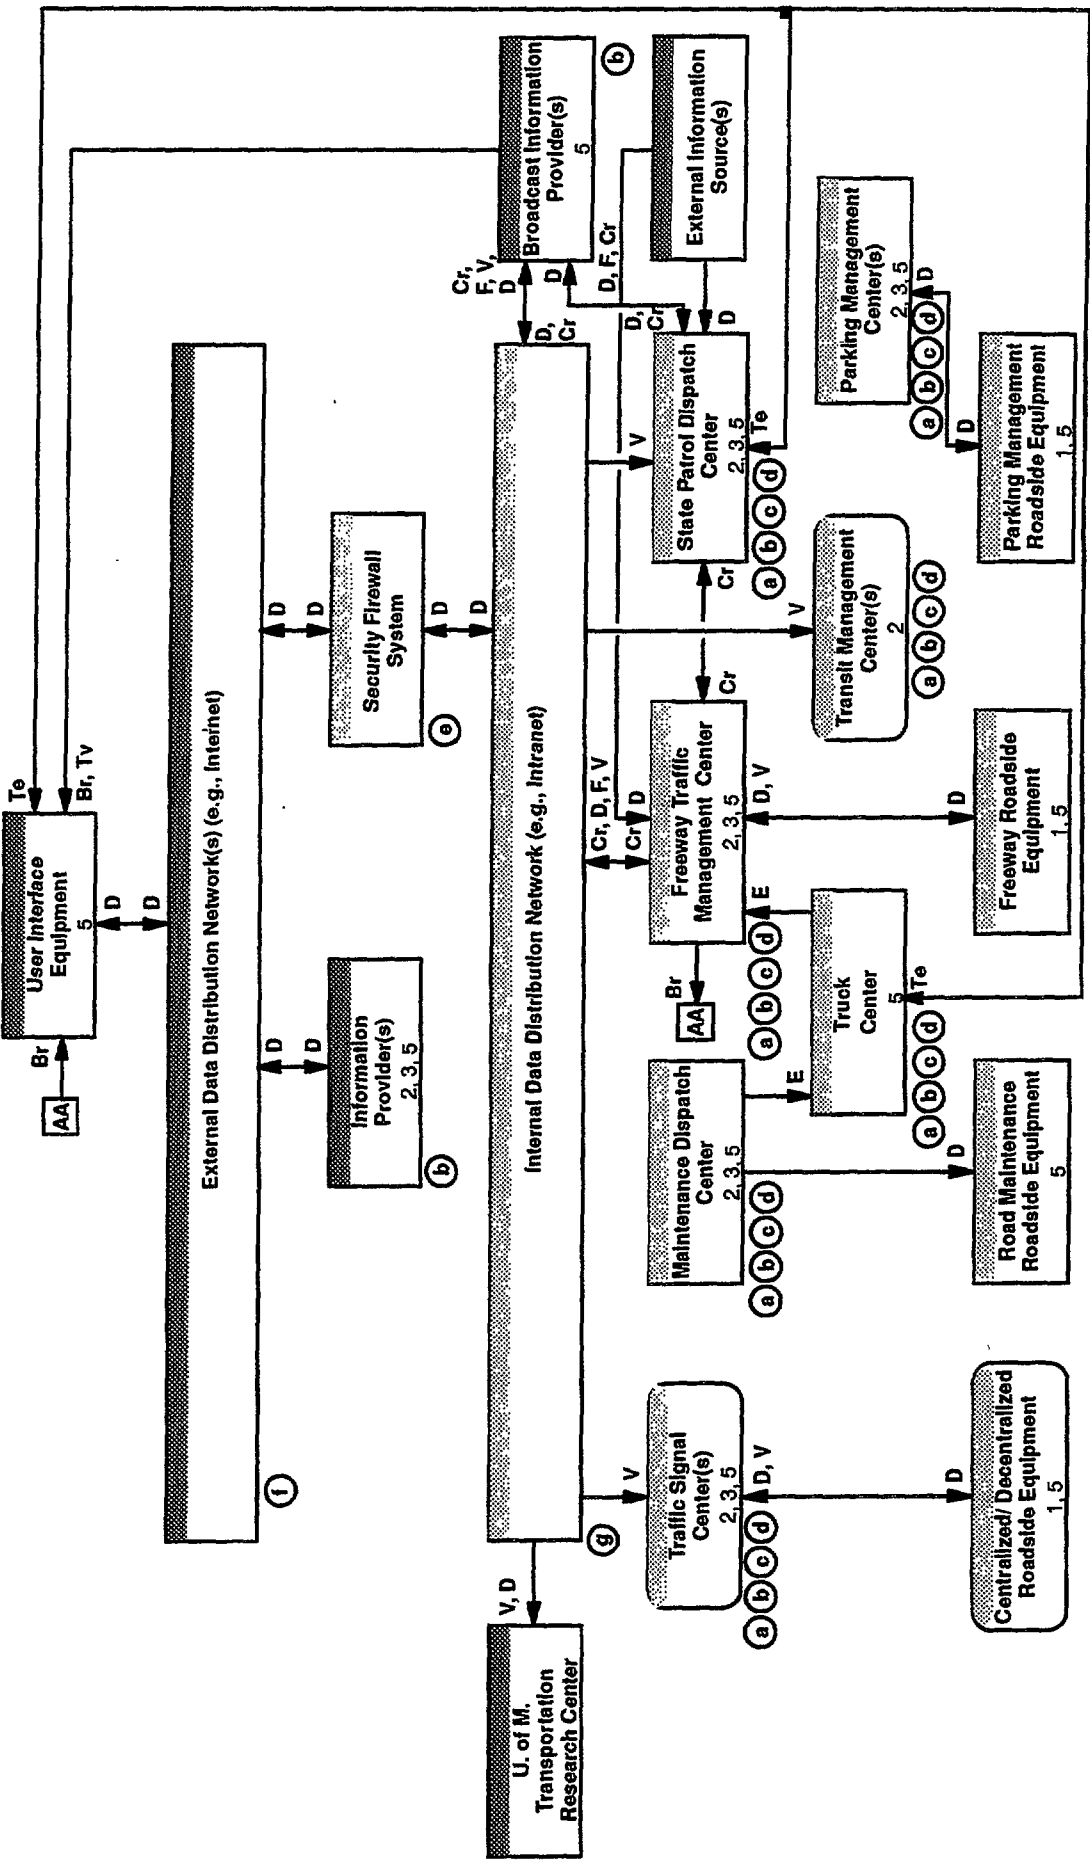 AA
Br
User Interface
Equipment
5
Te
Br, Tv
D
D
External Data Distribution Network(s) (e.g., Internet)
f
D
D
D
D
Information
Provider(s)
2, 3, 5
b
Security Firewall
System
e
D
D
Internal Data Distribution Network (e.g., Intranet)
g
V, D
U. of M.
Transportation
Research Center
Cr,
F, V,
D
D,
Cr
Broadcast Information
Provider(s)
5
b
D
D, F, Cr
D,
Cr
External Information
Source(s)
D
V
Traffic Signal
Center(s)
2, 3, 5
a b c d
D, V
D
Centralized/ Decentralized
Roadside Equipment
1, 5
Maintenance Dispatch
Center
2, 3, 5
a b c d
E
D
Road Maintenance
Roadside Equipment
5
Cr, D, F, V
Cr
D
Freeway Traffic
Management Center
2, 3, 5
a b c d
Br
AA
E
D, V
Truck
Center
5
Te
a b c d
D
Freeway Roadside
Equipment
1, 5
Cr
Cr
V
State Patrol Dispatch
Center
2, 3, 5
Te
a b c d
V
Transit Management
Center(s)
2
a b c d
Parking Management
Center(s)
2, 3, 5
a b c d
D
D
Parking Management
Roadside Equipment
1, 5